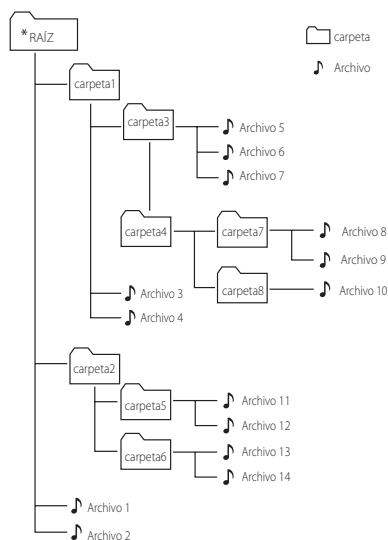 *RAÍZ
carpeta
Archivo
carpeta1
carpeta3
Archivo 5
Archivo 6
Archivo 7
carpeta4
carpeta7
Archivo 8
Archivo 9
carpeta8
Archivo 10
Archivo 3
Archivo 4
carpeta2
carpeta5
Archivo 11
Archivo 12
carpeta6
Archivo 13
Archivo 14
Archivo 1
Archivo 2